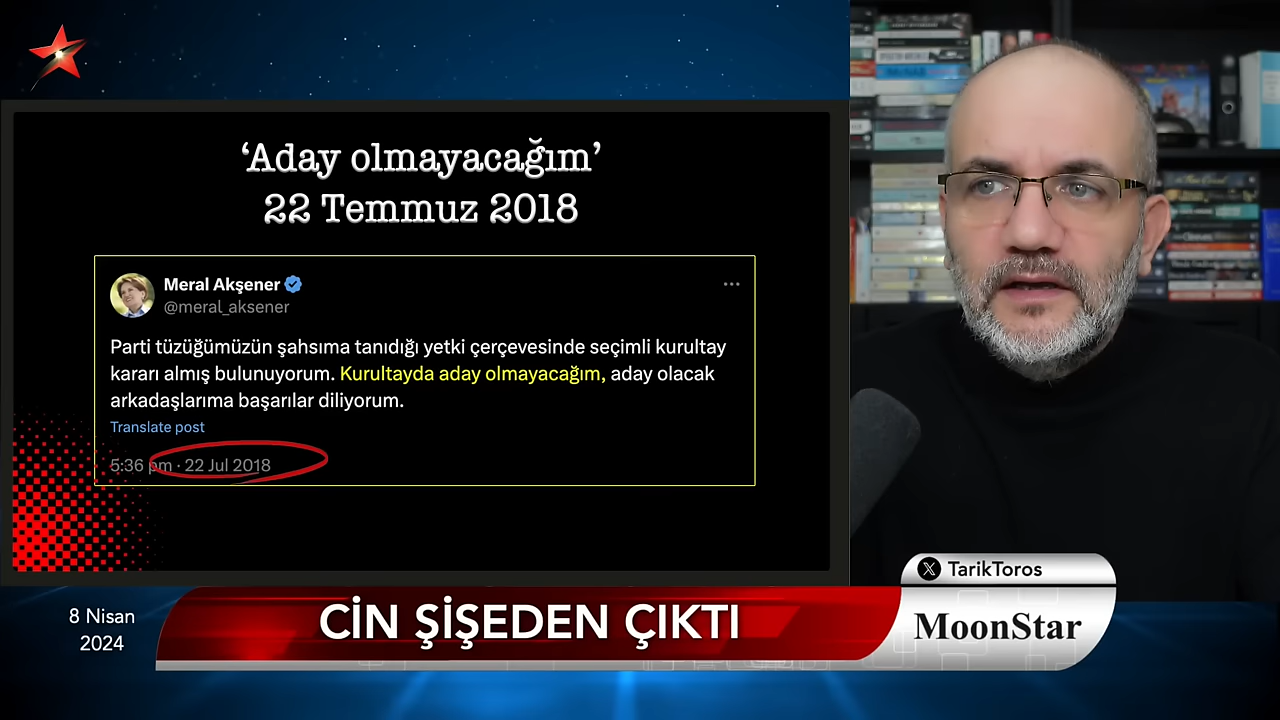 ‘Aday olmayacağım’
22 Temmuz 2018
Meral Akşener
@meral_aksener
Parti tüzüğümüzün şahsıma tanıdığı yetki çerçevesinde seçimli kurultay
kararı almış bulunuyorum. Kurultayda aday olmayacağım, aday olacak
arkadaşlarıma başarılar diliyorum.
Translate post
5:36 pm · 22 Jul 2018
TarikToros
MoonStar
8 Nisan
2024
CİN ŞİŞEDEN ÇIKTI